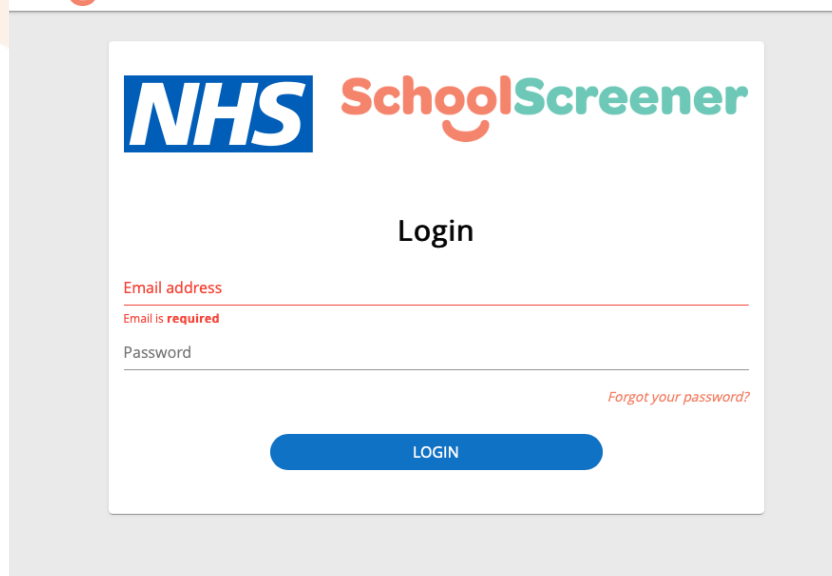 NHS SchoolScreener
Login
Email address
Email is required
Password
Forgot your password?
LOGIN